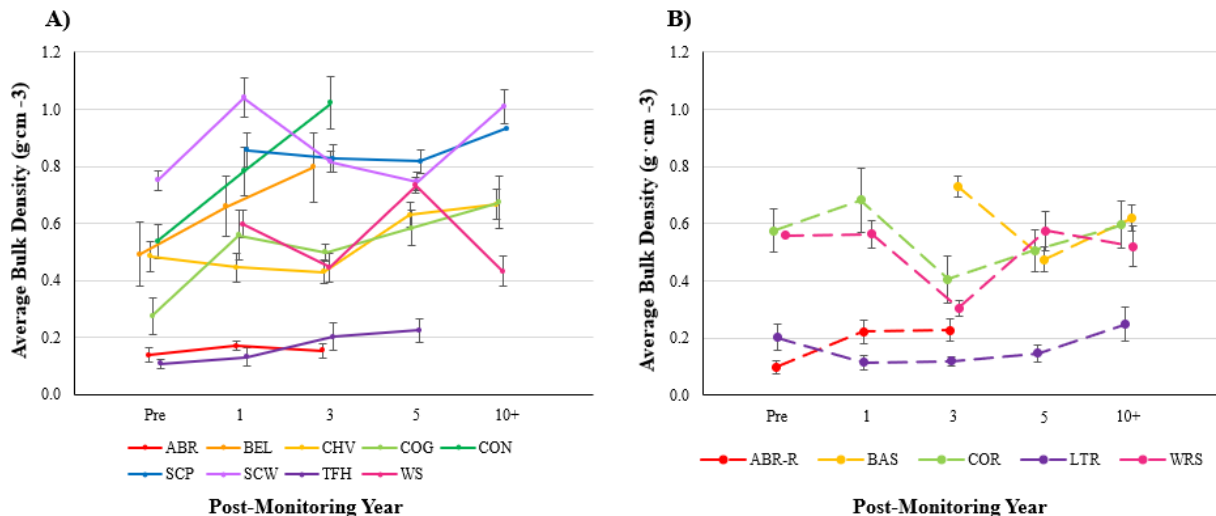 A)
Average Bulk Density (g·cm -3)
1.2
1.0
0.8
0.6
0.4
0.2
0.0
Pre 1 3 5 10+
ABR BEL CHV COG CON
SCP SCW TFH WS
Post-Monitoring Year
B)
Average Bulk Density (g· cm -3)
1.2
1.0
0.8
0.6
0.4
0.2
0.0
Pre 1 3 5 10+
ABR-R BAS COR LTR WRS
Post-Monitoring Year